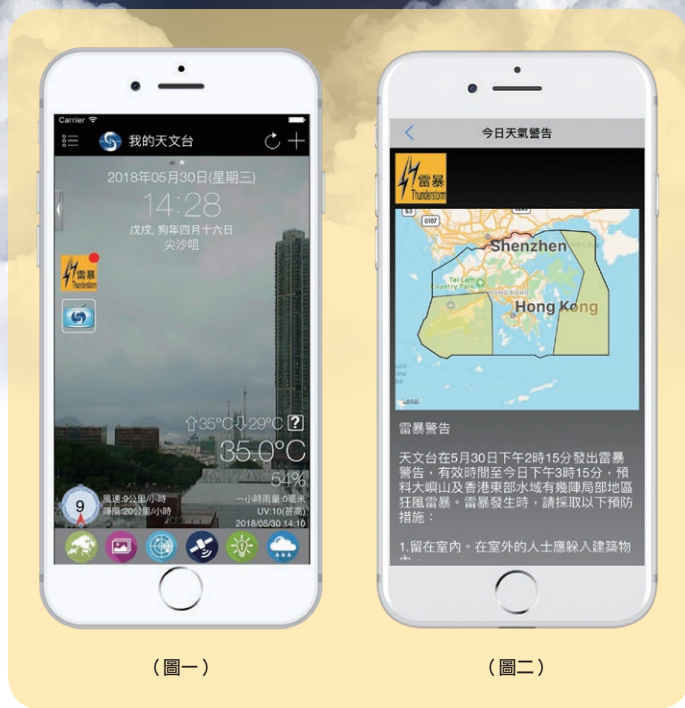 Carrier
我的天文台
2018年05月30日(星期三)
14:28
戊戌, 狗年四月十六日
尖沙咀
雷暴
Thunderstorm
⇧35°C⇩29°C ?
35.0°C
54%
9
風速:9公里/小時
陣風:20公里/小時
一小時雨量:0毫米
UV:10(甚高)
2018/05/30 14:10
(圖一)
今日天氣警告
雷暴
Thunderstorm
S3
G107
Shenzhen
Tai Lam
Country Park
HONG KONG
Hong Kong
Legal
雷暴警告
天文台在5月30日下午2時15分發出雷暴
警告,有效時間至今日下午3時15分,預
料大嶼山及香港東部水域有幾陣局部地區
狂風雷暴。雷暴發生時,請採取以下預防
措施:
1.留在室內。在室外的人士應躲入建築物
(圖二)